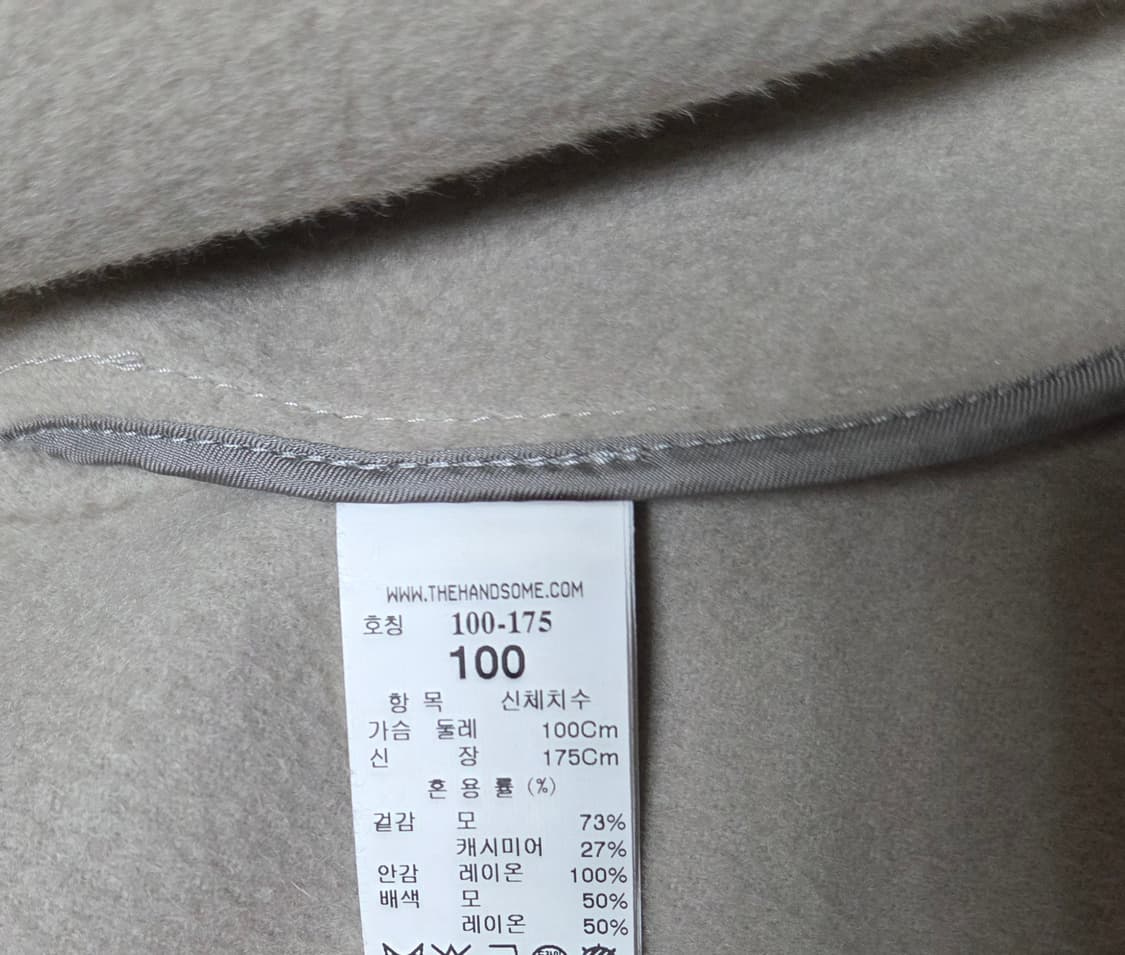 WWW.THEHANDSOME.COM
호칭 100-175
100
항 목 신체치수
가슴 둘레 100Cm
신 장 175Cm
혼 용 률 (%)
겉감 모 73%
캐시미어 27%
안감 레이온 100%
배색 모 50%
레이온 50%